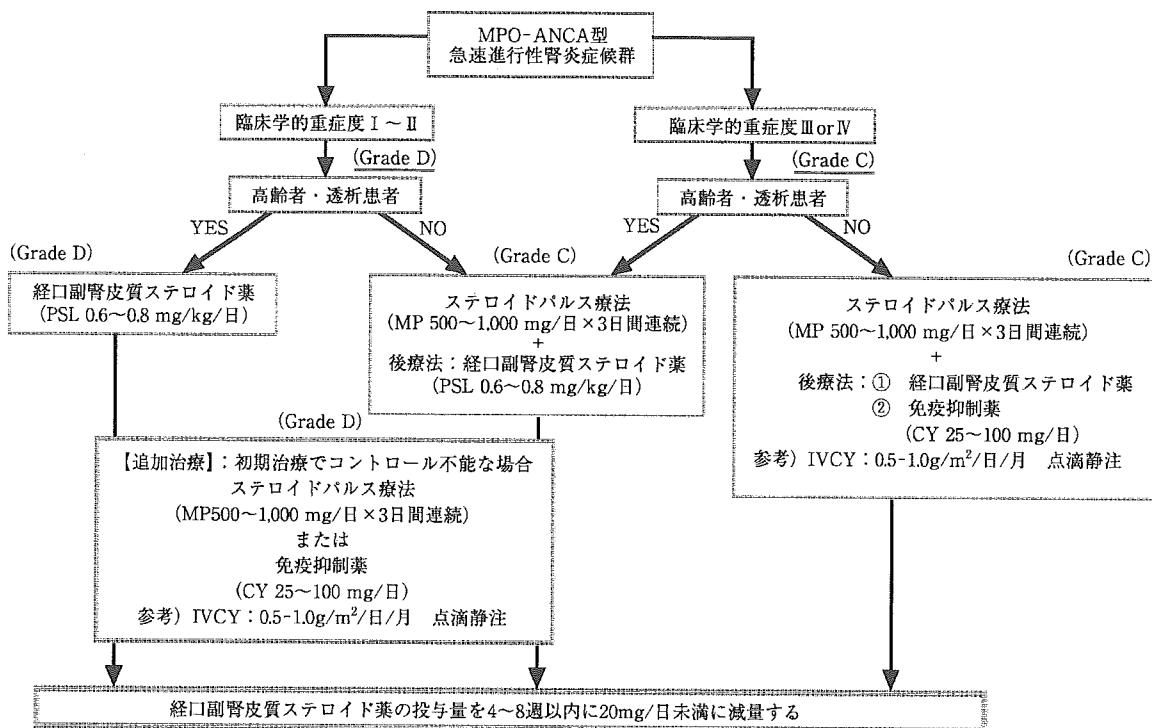 MPO-ANCA型
急速進行性腎炎症候群
臨床学的重症度Ⅰ～Ⅱ
臨床学的重症度ⅢorⅣ
(Grade D)
(Grade C)
高齢者・透析患者
高齢者・透析患者
YES
NO
YES
NO
(Grade D)
(Grade C)
(Grade C)
経口副腎皮質ステロイド薬
(PSL 0.6～0.8 mg/kg/日)
ステロイドパルス療法
(MP 500～1,000 mg/日×3日間連続)
+
後療法：経口副腎皮質ステロイド薬
(PSL 0.6～0.8 mg/kg/日)
ステロイドパルス療法
(MP 500～1,000 mg/日×3日間連続)
+
後療法：① 経口副腎皮質ステロイド薬
② 免疫抑制薬
(CY 25～100 mg/日)
参考) IVCY：0.5-1.0g/m²/日/月 点滴静注
(Grade D)
【追加治療】：初期治療でコントロール不能な場合
ステロイドパルス療法
(MP500～1,000 mg/日×3日間連続)
または
免疫抑制薬
(CY 25～100 mg/日)
参考) IVCY：0.5-1.0g/m²/日/月 点滴静注
経口副腎皮質ステロイド薬の投与量を4～8週以内に20mg/日未満に減量する